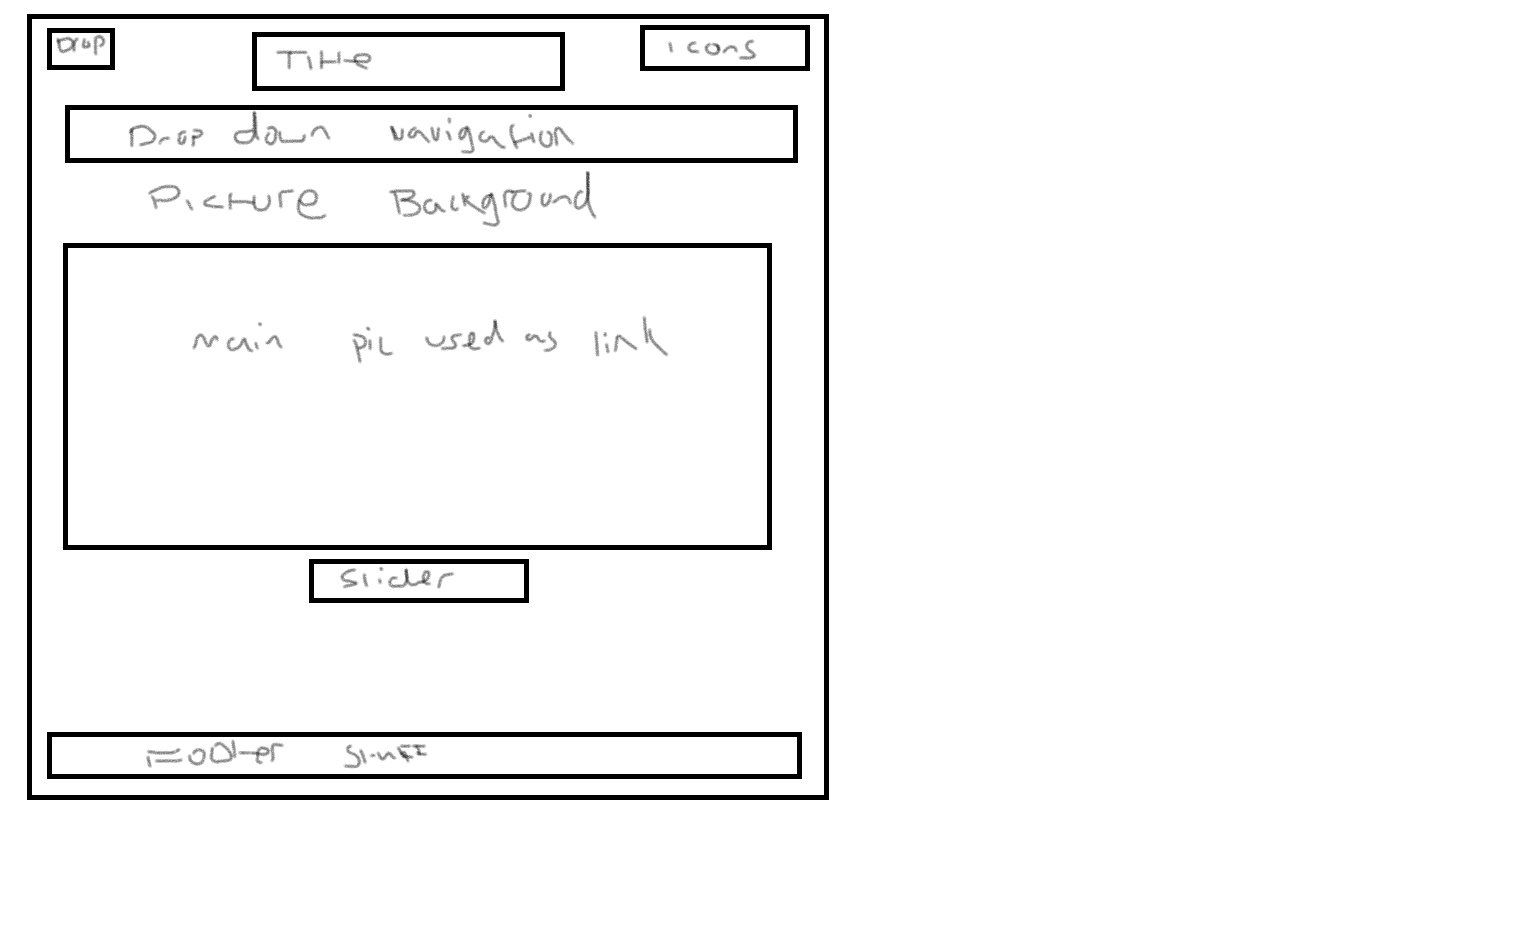 Drop
Title
icons
Drop down navigation
Picture Background
main pic used as link
Slider
Footer Stuff